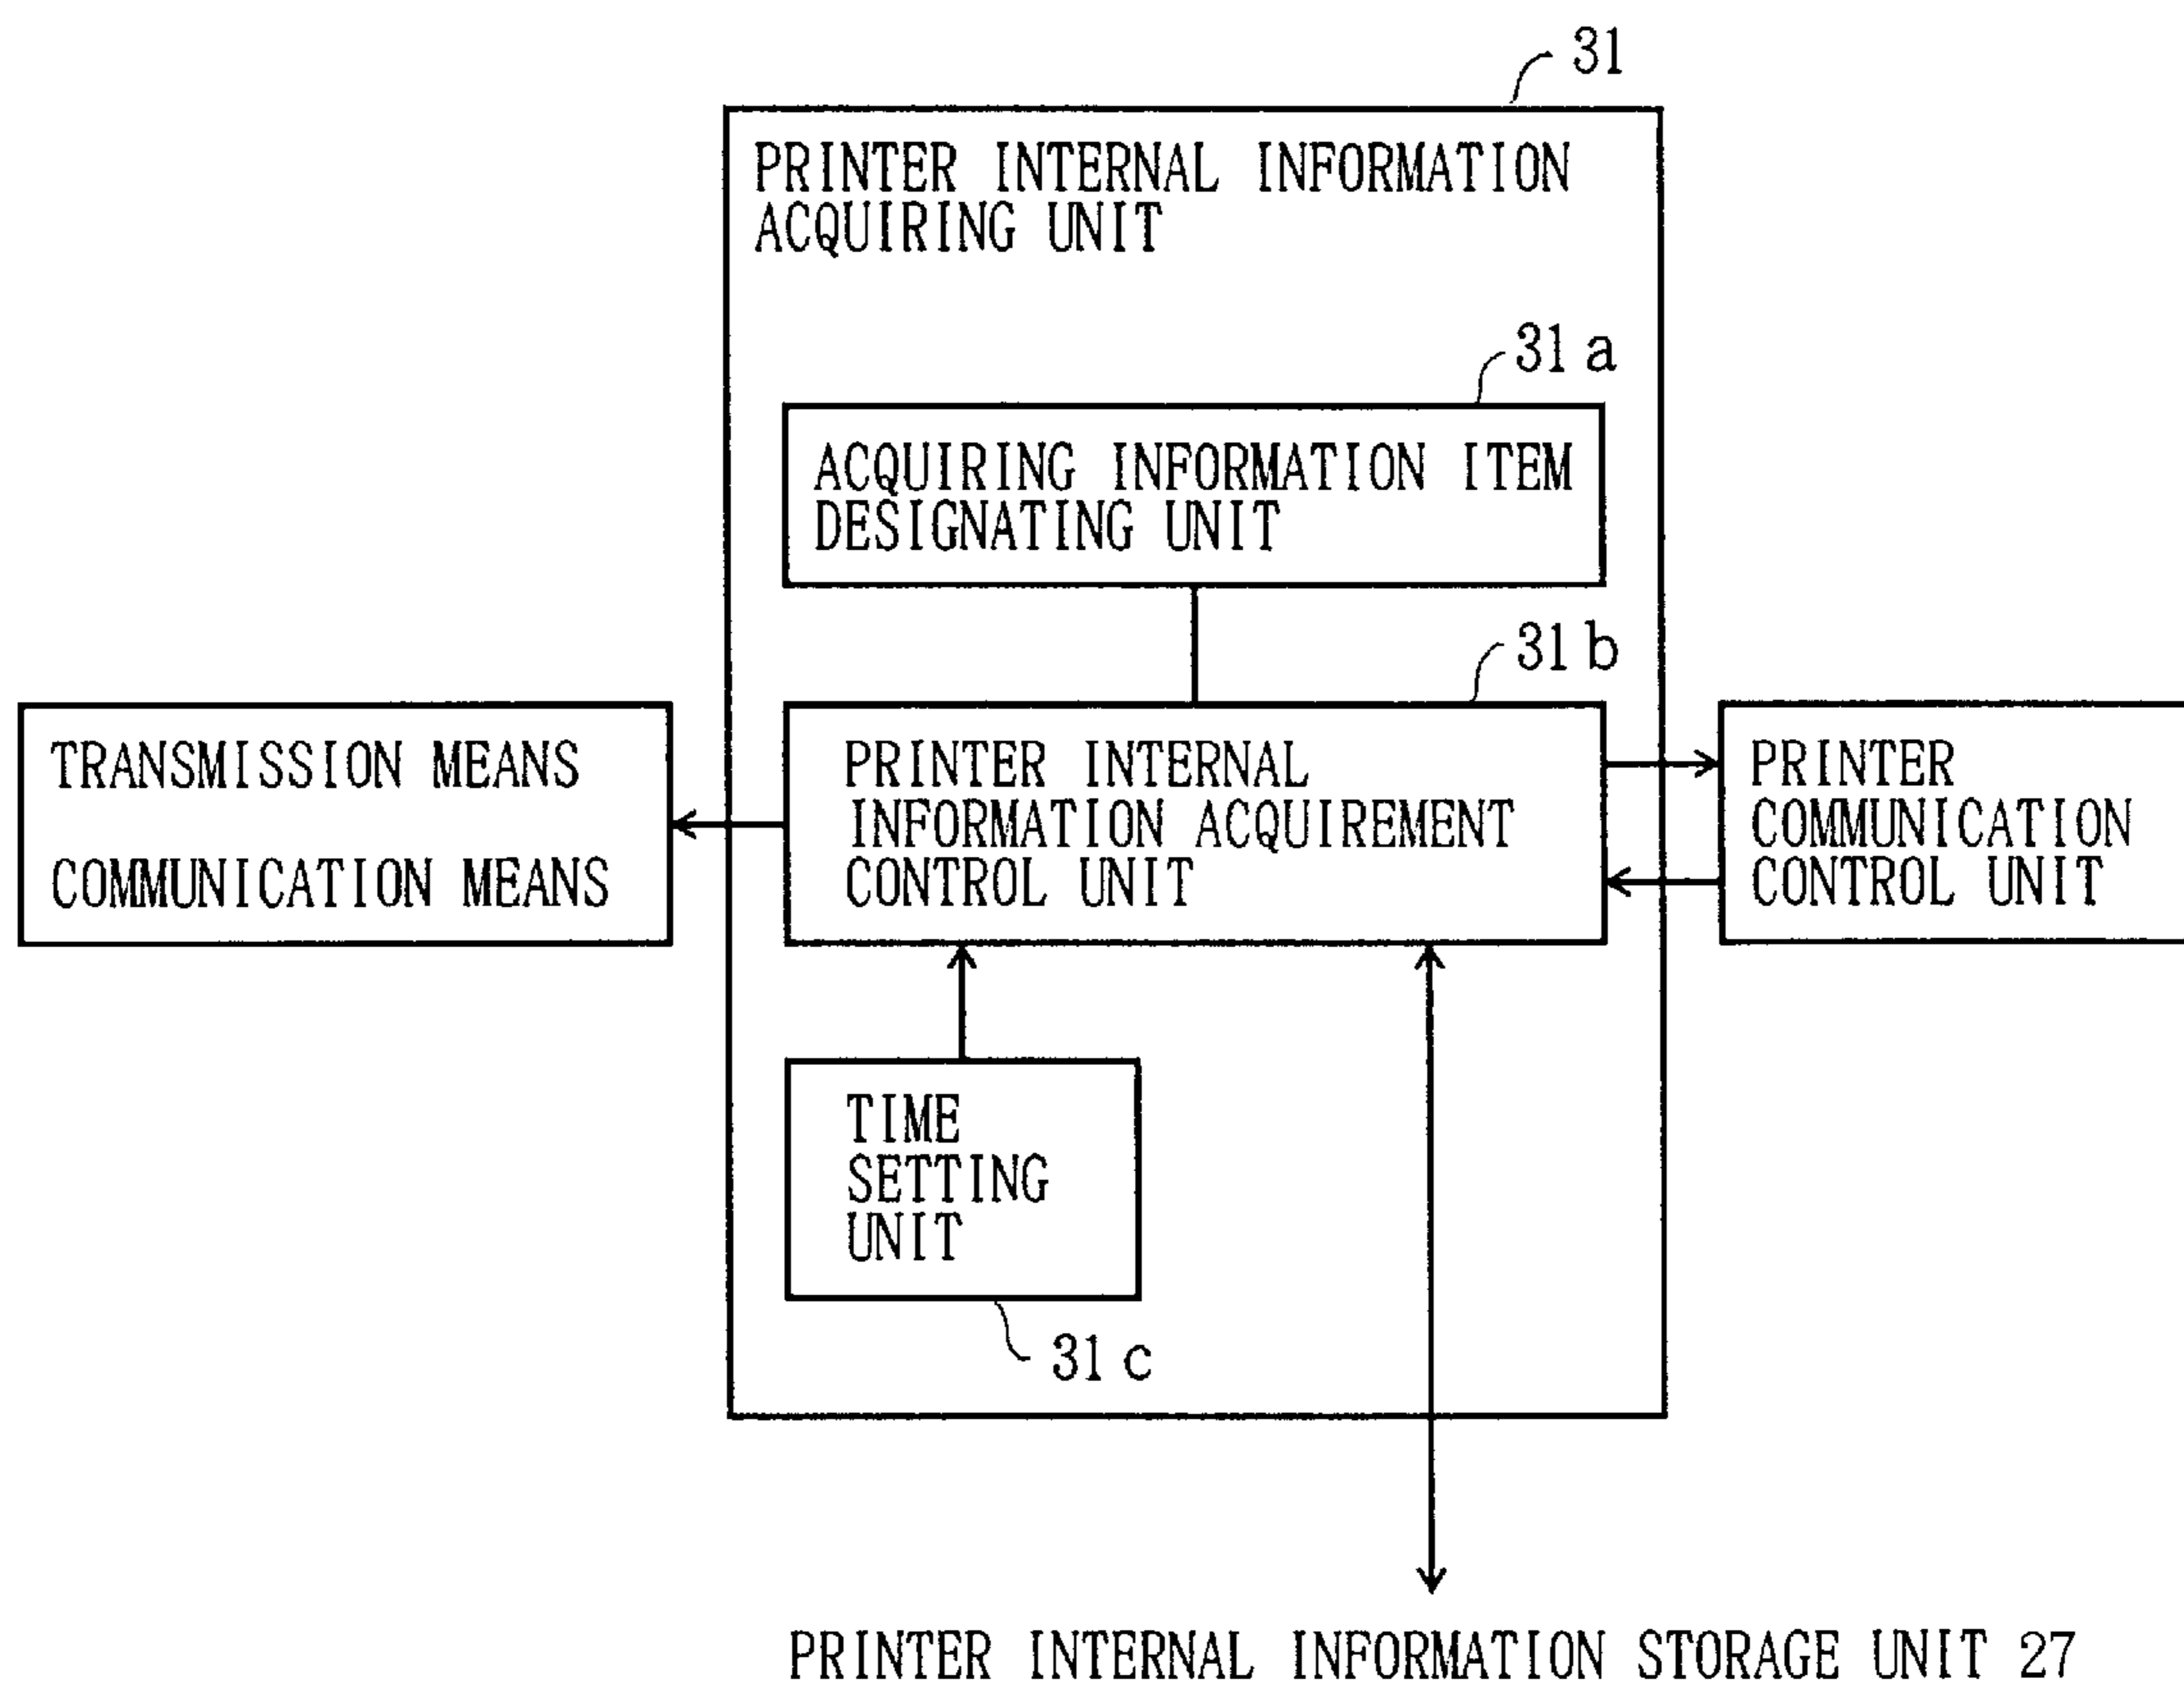 31
PRINTER INTERNAL INFORMATION
ACQUIRING UNIT
31a
ACQUIRING INFORMATION ITEM
DESIGNATING UNIT
31b
TRANSMISSION MEANS
COMMUNICATION MEANS
PRINTER INTERNAL
INFORMATION ACQUIREMENT
CONTROL UNIT
PRINTER
COMMUNICATION
CONTROL UNIT
TIME
SETTING
UNIT
31c
PRINTER INTERNAL INFORMATION STORAGE UNIT 27